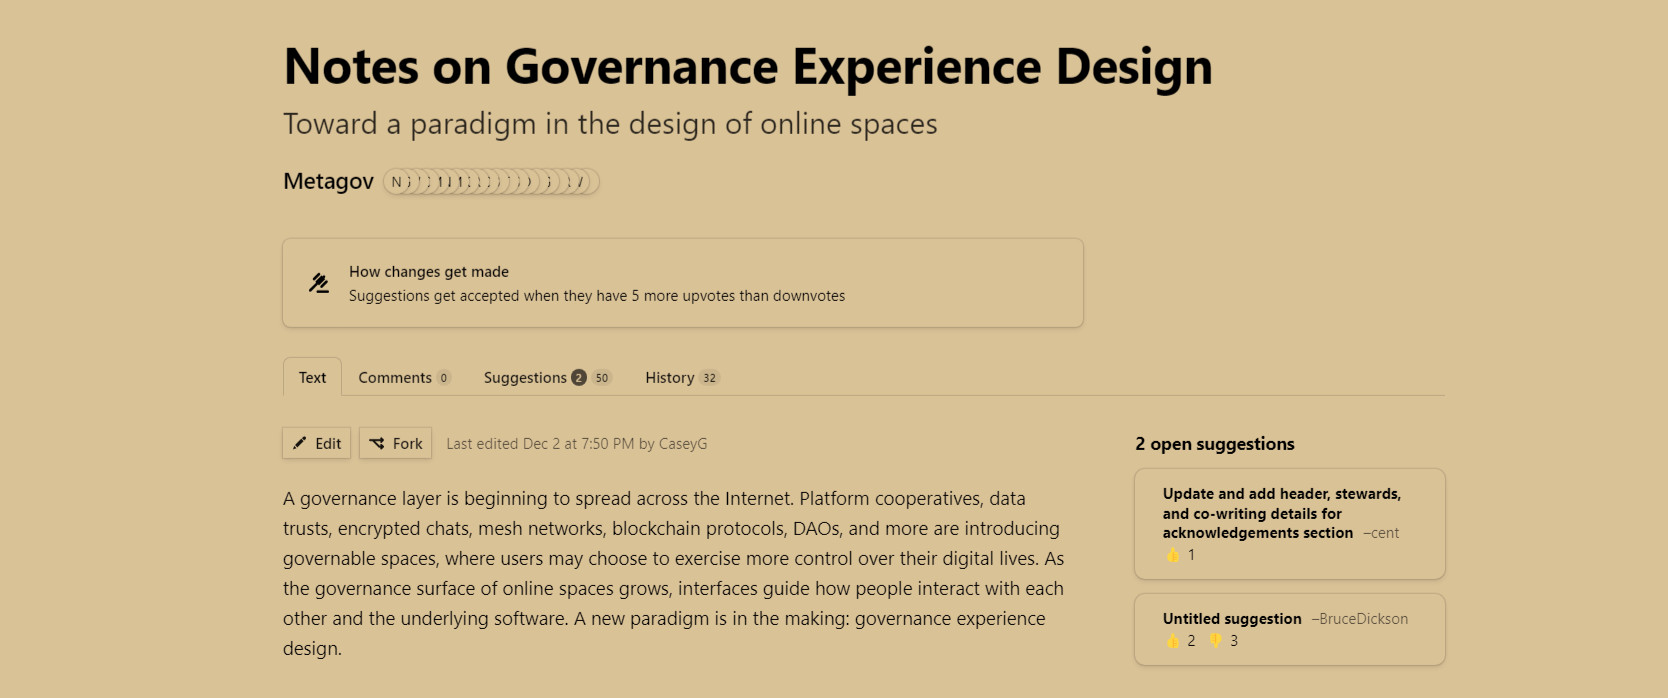 Notes on Governance Experience Design
Toward a paradigm in the design of online spaces
Metagov
How changes get made
Suggestions get accepted when they have 5 more upvotes than downvotes
Text
Comments 0
Suggestions 2 50
History 32
Edit
Fork
Last edited Dec 2 at 7:50 PM by CaseyG
A governance layer is beginning to spread across the Internet. Platform cooperatives, data
trusts, encrypted chats, mesh networks, blockchain protocols, DAOs, and more are introducing
governable spaces, where users may choose to exercise more control over their digital lives. As
the governance surface of online spaces grows, interfaces guide how people interact with each
other and the underlying software. A new paradigm is in the making: governance experience
design.
2 open suggestions
Update and add header, stewards,
and co-writing details for
acknowledgements section –cent
👍 1
Untitled suggestion –BruceDickson
👍 2 👎 3